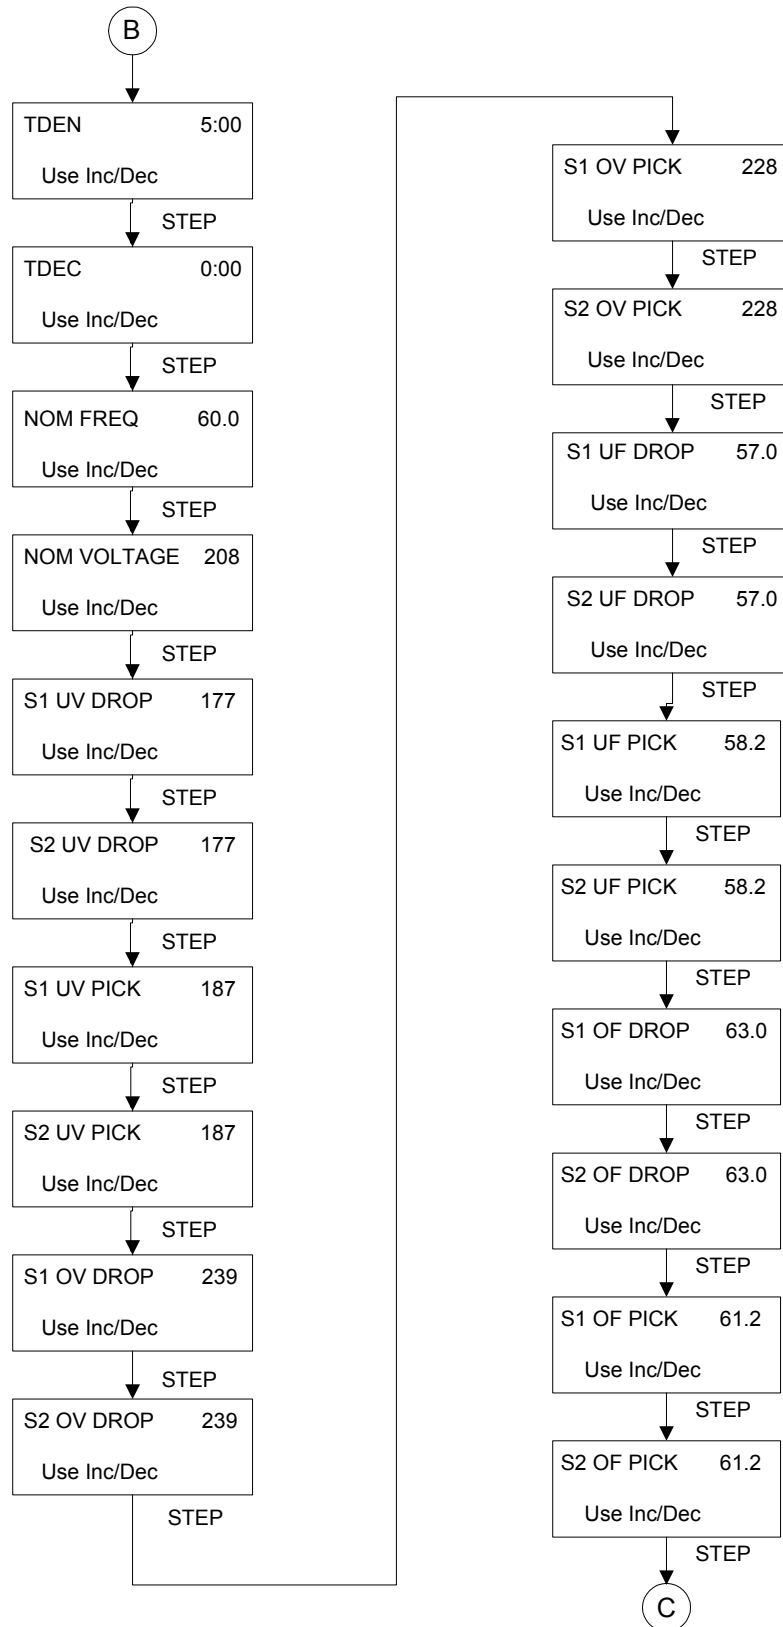 B
TDEN 5:00
Use Inc/Dec
STEP
TDEC 0:00
Use Inc/Dec
STEP
NOM FREQ 60.0
Use Inc/Dec
STEP
NOM VOLTAGE 208
Use Inc/Dec
STEP
S1 UV DROP 177
Use Inc/Dec
STEP
S2 UV DROP 177
Use Inc/Dec
STEP
S1 UV PICK 187
Use Inc/Dec
STEP
S2 UV PICK 187
Use Inc/Dec
STEP
S1 OV DROP 239
Use Inc/Dec
STEP
S2 OV DROP 239
Use Inc/Dec
STEP
S1 OV PICK 228
Use Inc/Dec
STEP
S2 OV PICK 228
Use Inc/Dec
STEP
S1 UF DROP 57.0
Use Inc/Dec
STEP
S2 UF DROP 57.0
Use Inc/Dec
STEP
S1 UF PICK 58.2
Use Inc/Dec
STEP
S2 UF PICK 58.2
Use Inc/Dec
STEP
S1 OF DROP 63.0
Use Inc/Dec
STEP
S2 OF DROP 63.0
Use Inc/Dec
STEP
S1 OF PICK 61.2
Use Inc/Dec
STEP
S2 OF PICK 61.2
Use Inc/Dec
STEP
C